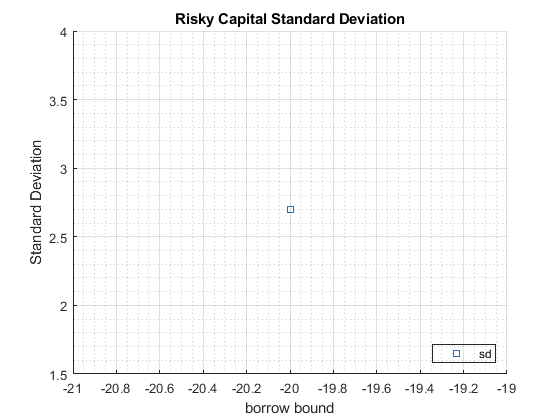 Risky Capital Standard Deviation
4
3.5
3
2.5
2
1.5
Standard Deviation
sd
-21 -20.8 -20.6 -20.4 -20.2 -20 -19.8 -19.6 -19.4 -19.2 -19
borrow bound